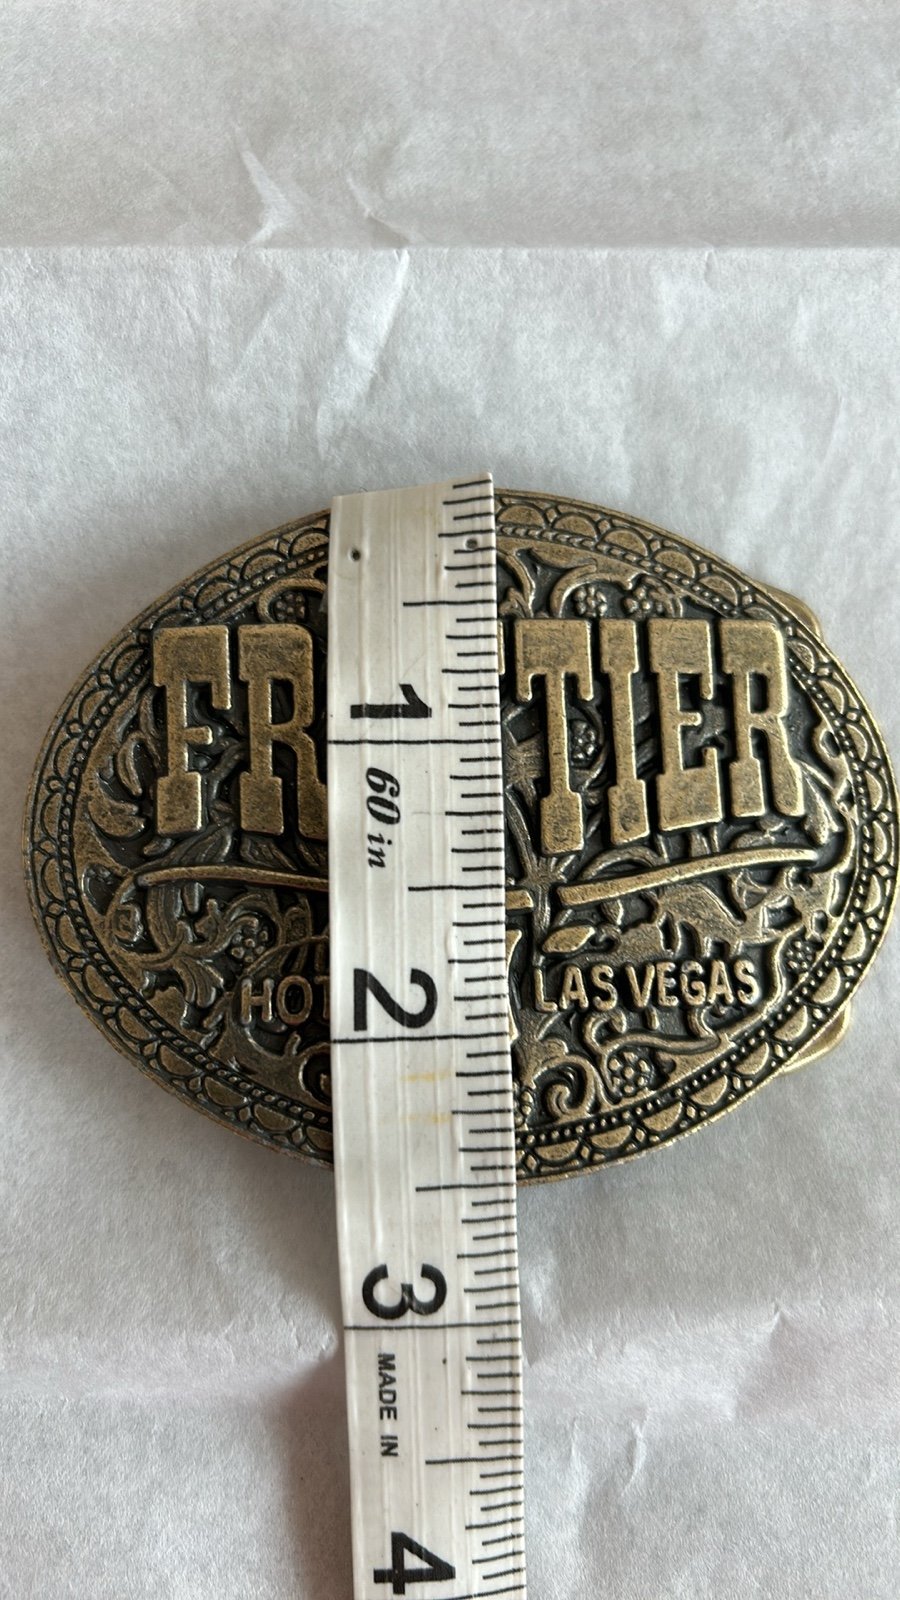 FR TIER
HOT LAS VEGAS
1
60 in
2
3
MADE IN
4